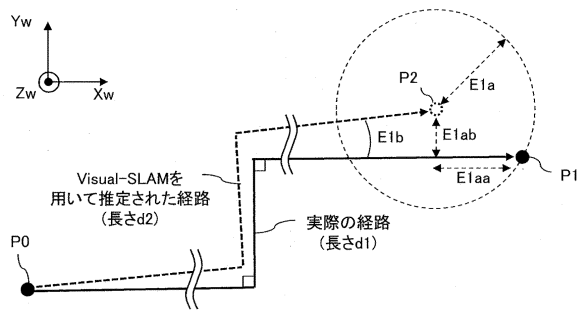 Yw
Zw
Xw
P2
E1a
E1b
E1ab
P1
E1aa
Visual-SLAMを
用いて推定された経路
(長さd2)
実際の経路
(長さd1)
P0